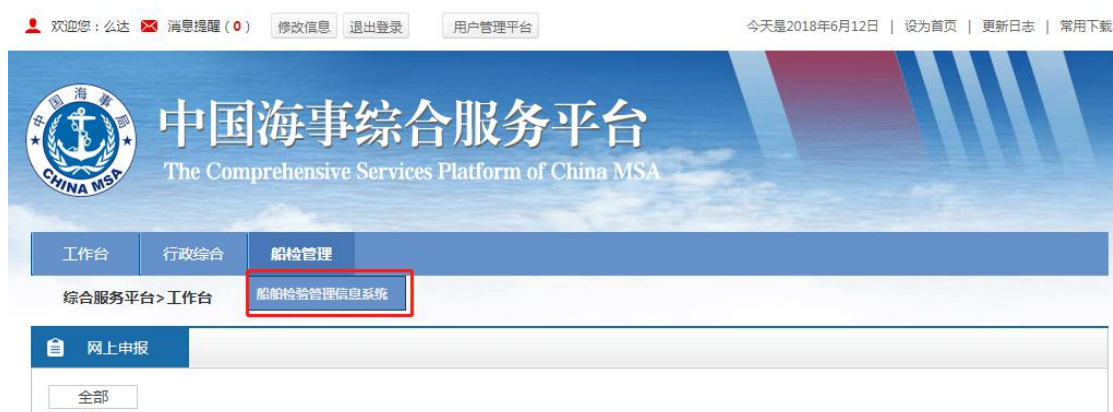 欢迎您：么达 消息提醒（0） 修改信息 退出登录 用户管理平台 今天是2018年6月12日 | 设为首页 | 更新日志 | 常用下载
中国海事局
CHINA MSA
中国海事综合服务平台
The Comprehensive Services Platform of China MSA
工作台 行政综合 船检管理
综合服务平台>工作台 船舶检验管理信息系统
网上申报
全部